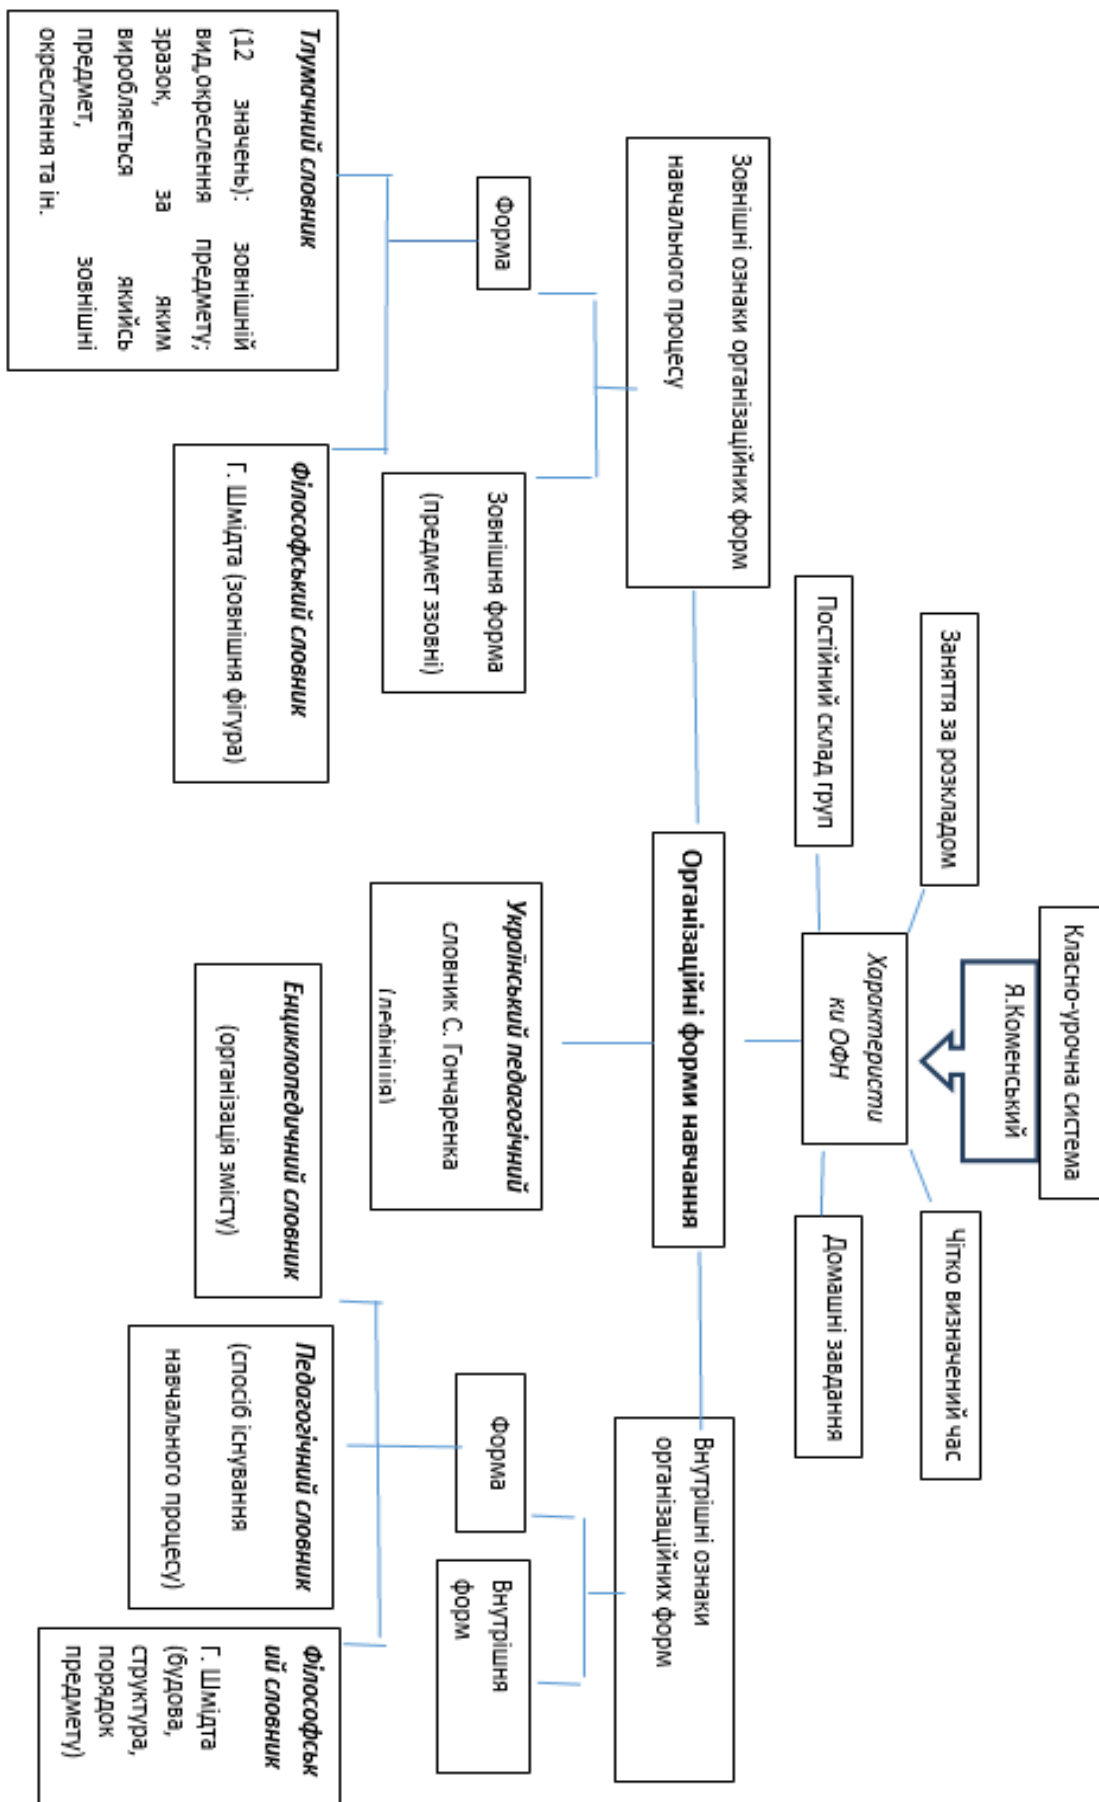 Класно-урочна система
Я.Коменський
Заняття за розкладом
Чітко визначений час
Постійний склад груп
Характеристи
ки ОФН
Домашні завдання
Зовнішні ознаки організаційних форм
навчального процесу
Організаційні форми навчання
Внутрішні ознаки
організаційних форм
Форма
Зовнішня форма
(предмет ззовні)
Український педагогічний
словник С. Гончаренка
(дефініція)
Форма
Внутрішня
форм
Тлумачний словник
(12 значень): зовнішній
вид,окреслення предмету;
зразок, за яким
виробляється якийсь
предмет, зовнішні
окреслення та ін.
Філософський словник
Г. Шмідта (зовнішня фігура)
Енциклопедичний словник
(організація змісту)
Педагогічний словник
(спосіб існування
навчального процесу)
Філософськ
ий словник
Г. Шмідта
(будова,
структура,
порядок
предмету)